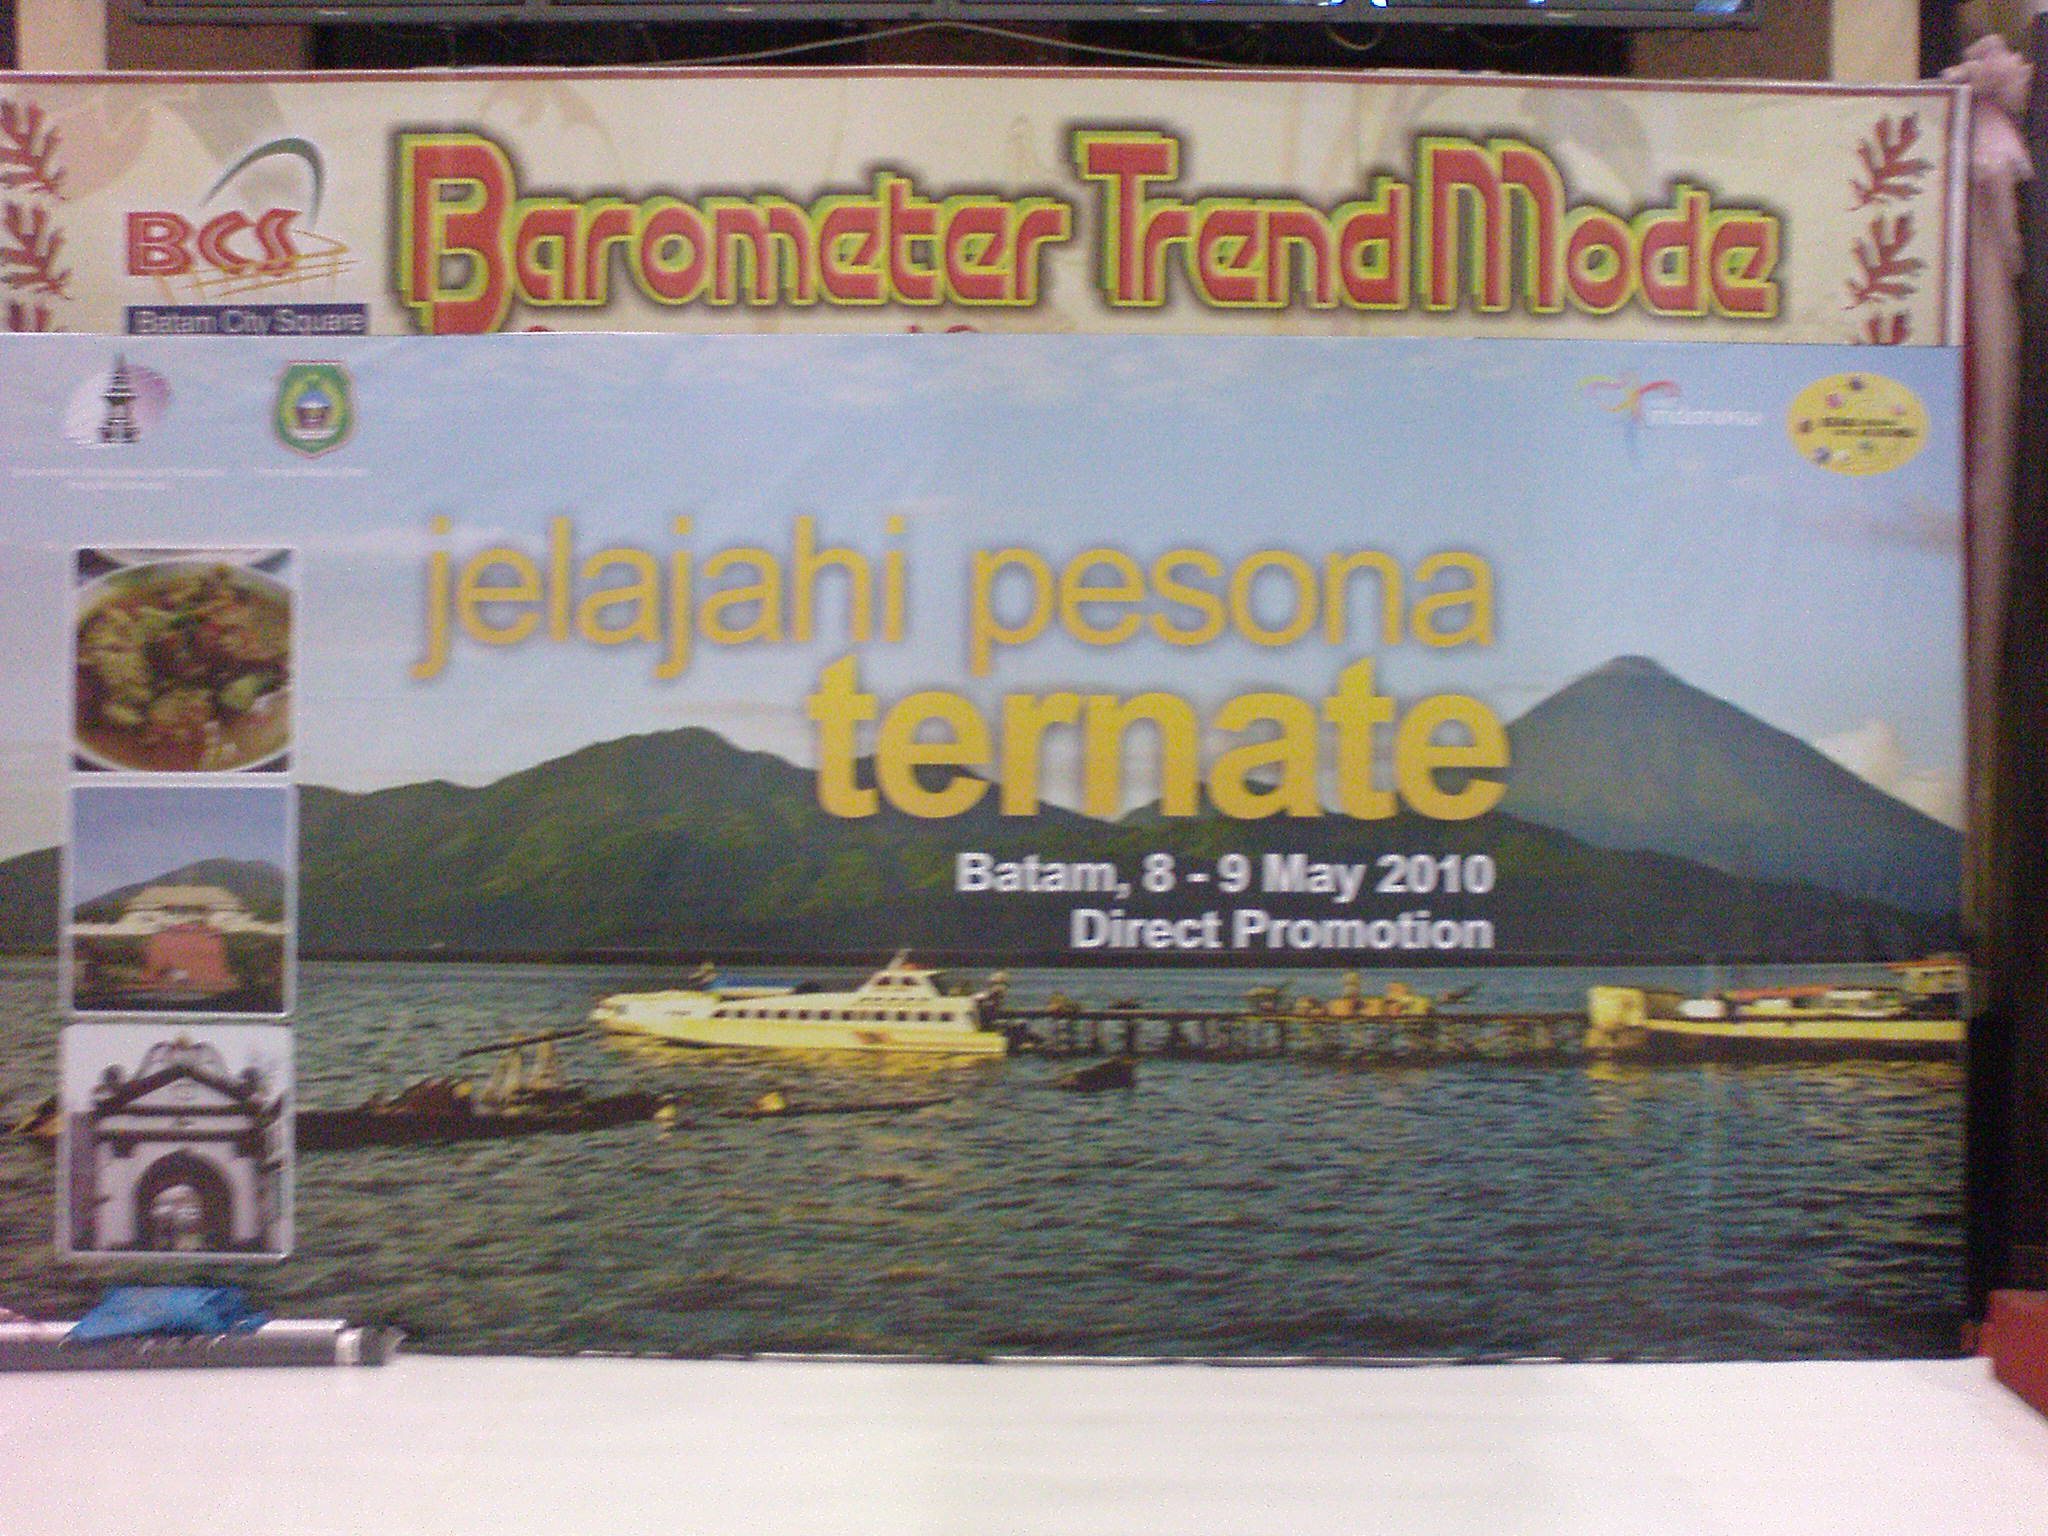 BCS
Batam City Square
Barometer Trend Mode
jelajahi pesona
ternate
Batam, 8 - 9 May 2010
Direct Promotion